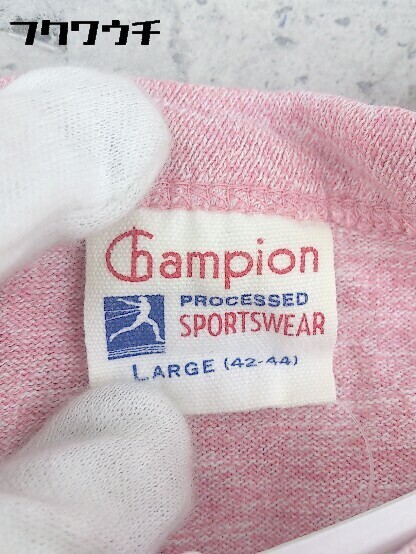 フクワウチ
Champion
PROCESSED
SPORTSWEAR
LARGE (42-44)